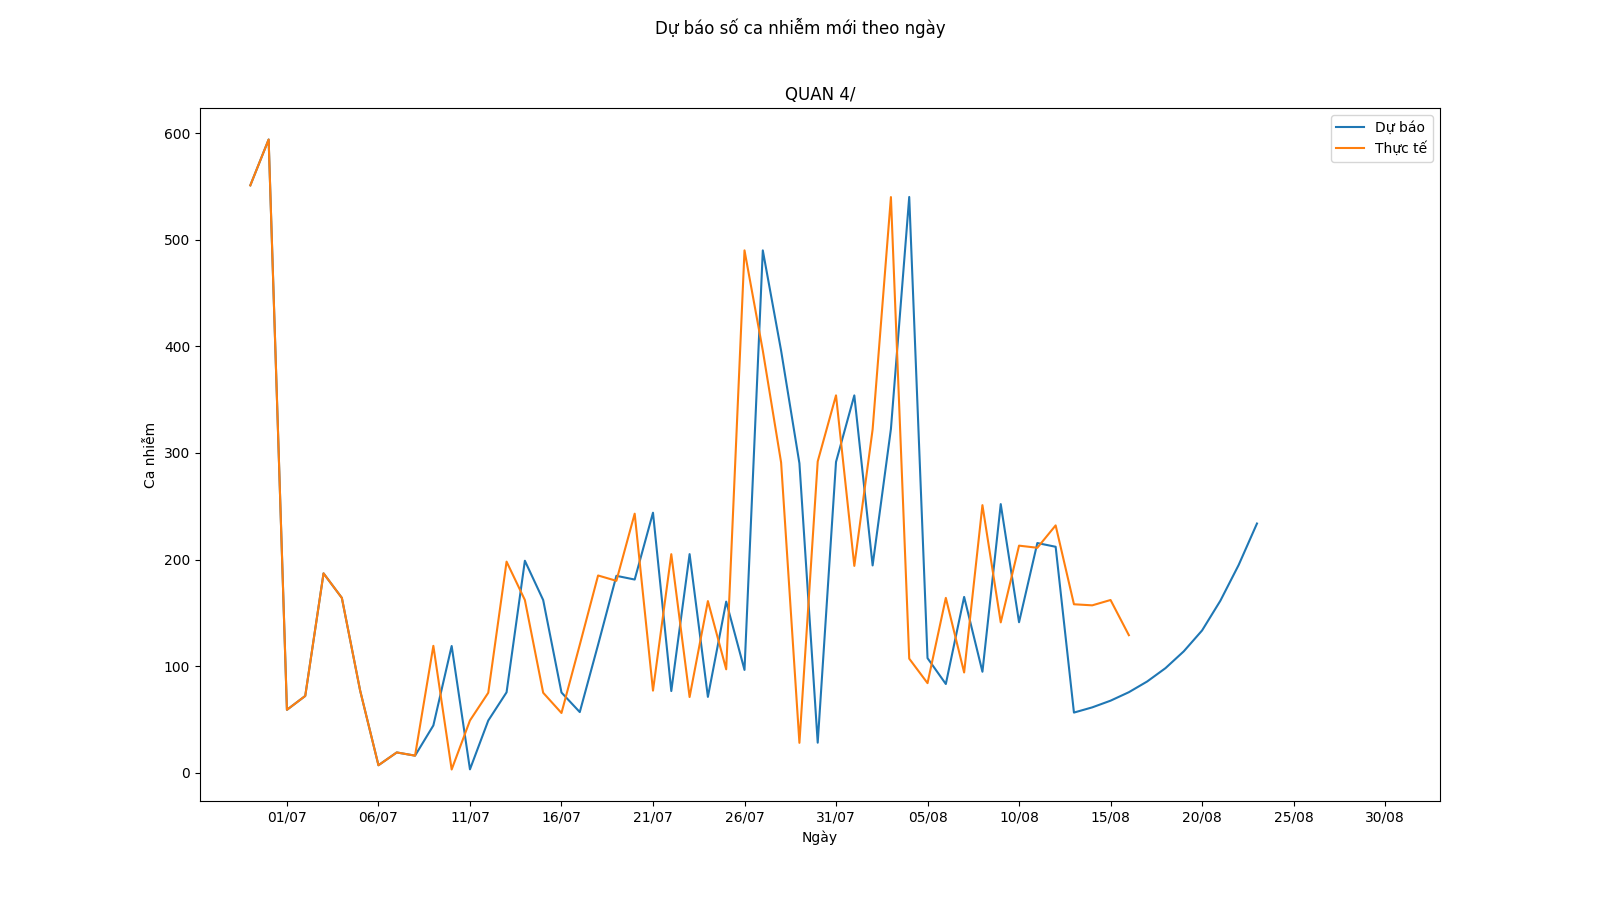 Dự báo số ca nhiễm mới theo ngày
QUAN 4/
Dự báo
Thực tế
Ca nhiễm
600
500
400
300
200
100
0
01/07 06/07 11/07 16/07 21/07 26/07 31/07 05/08 10/08 15/08 20/08 25/08 30/08
Ngày